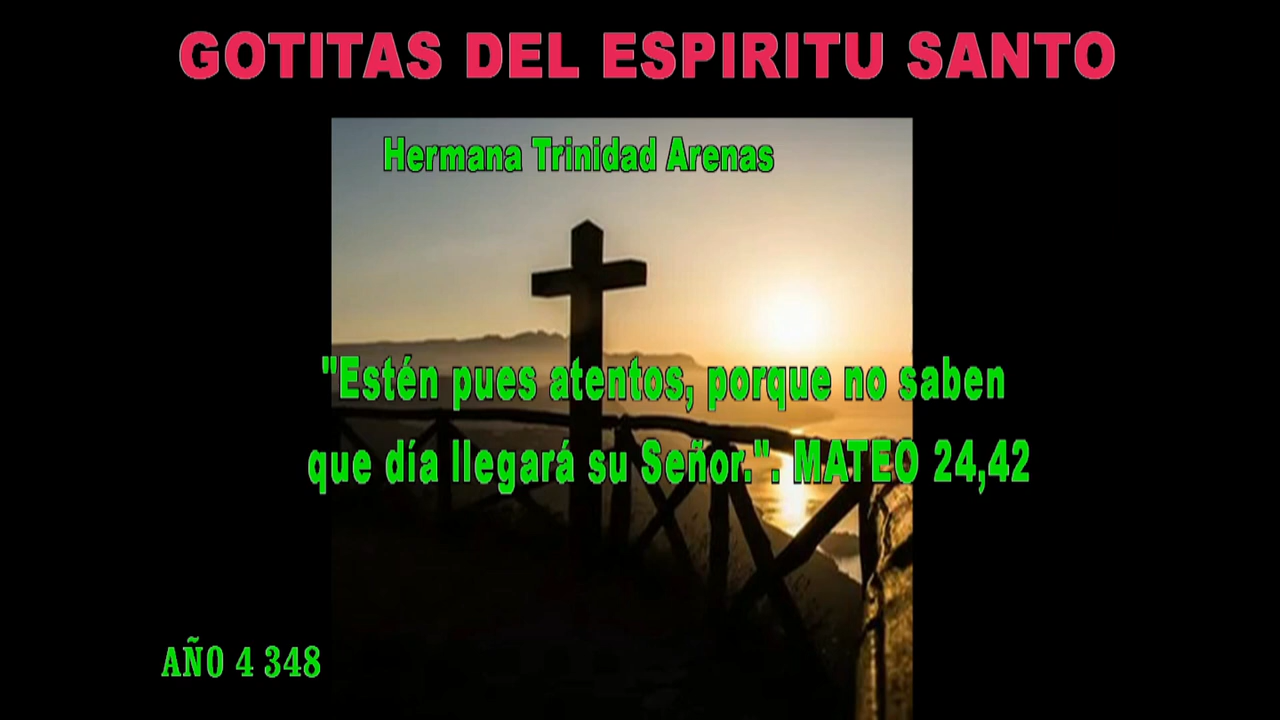 GOTITAS DEL ESPIRITU SANTO
Hermana Trinidad Arenas
"Estén pues atentos, porque no saben
que día llegará su Señor.". MATEO 24,42
AÑO 4 348